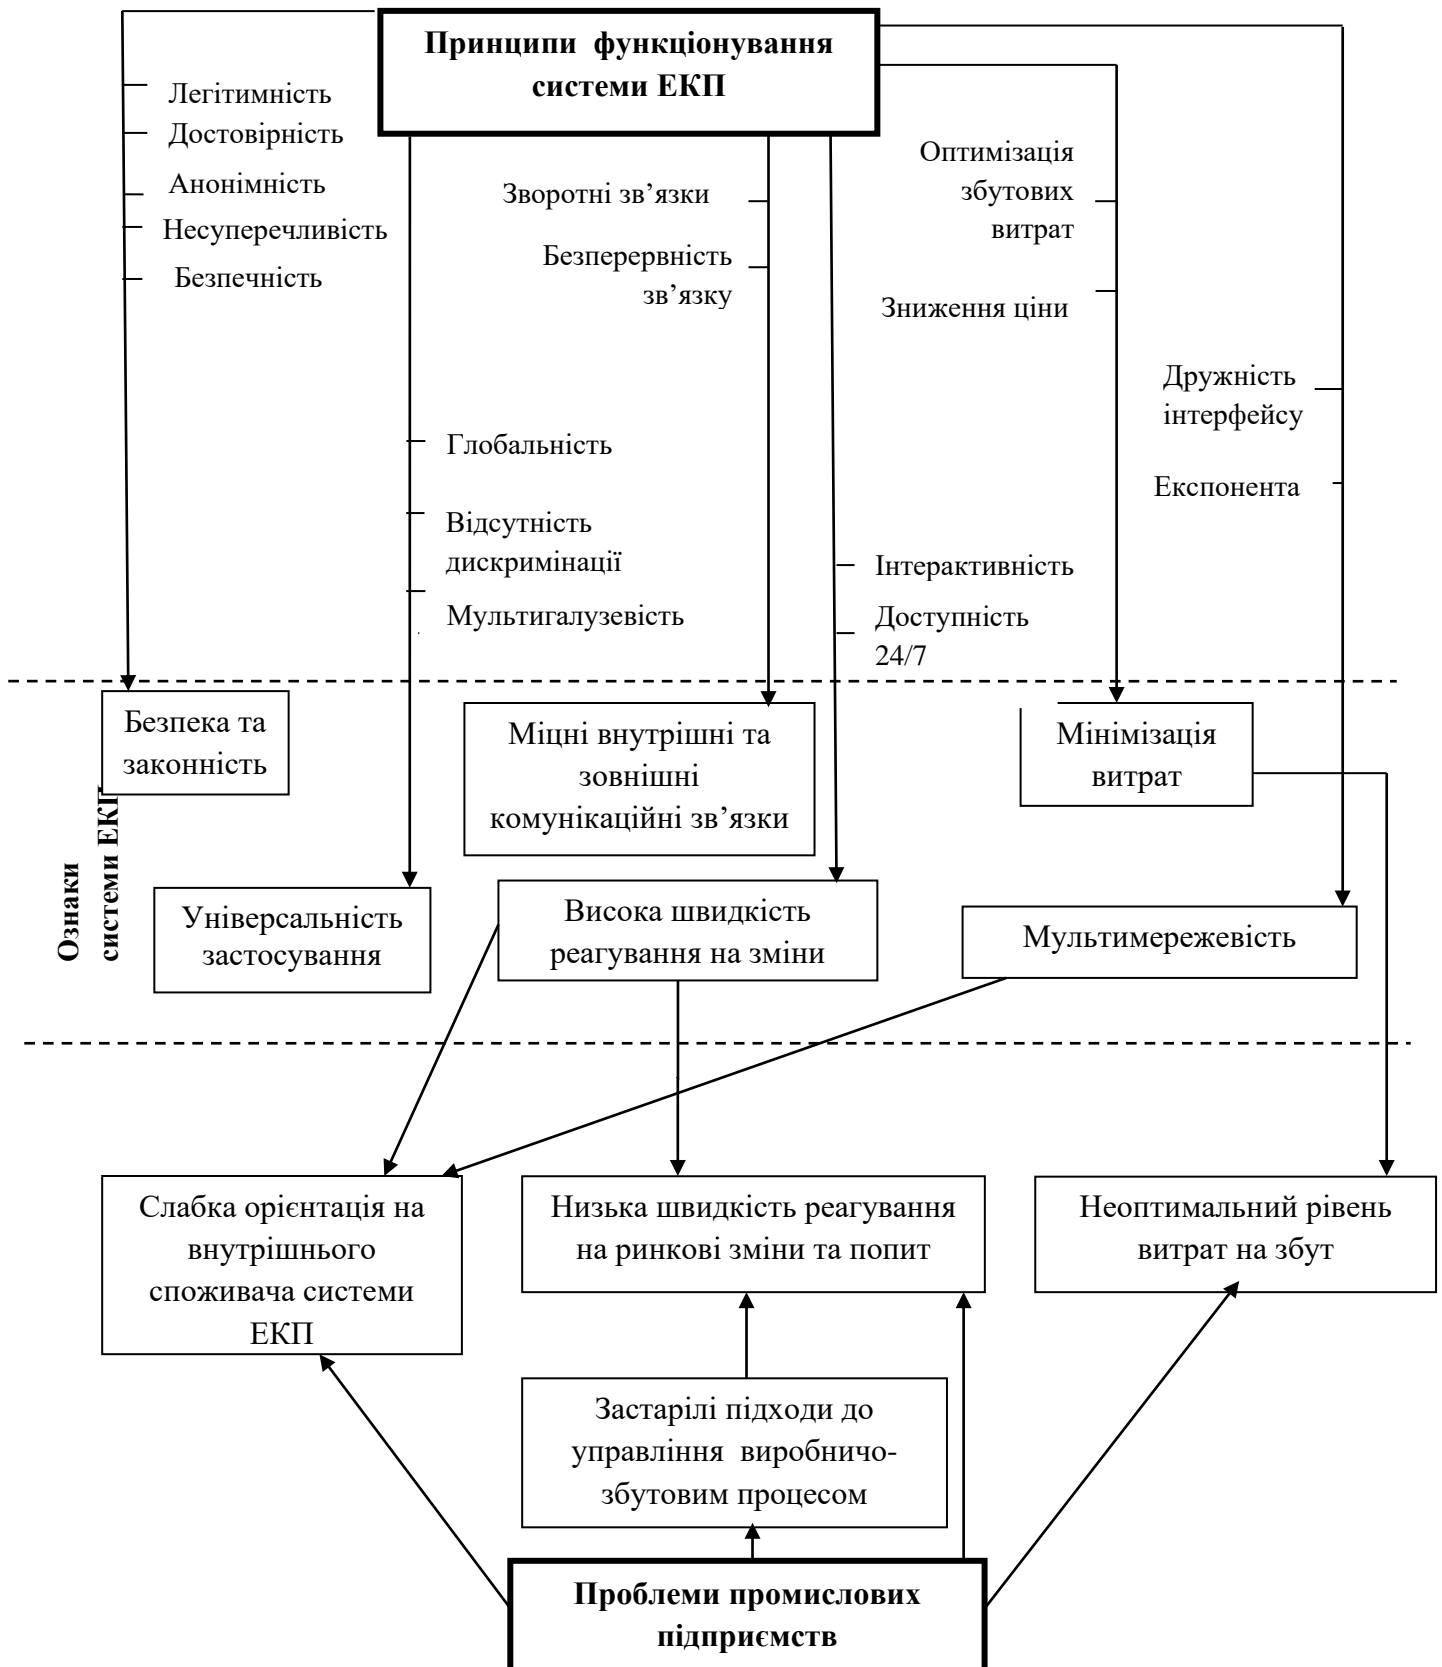 Принципи функціонування
системи ЕКП
Легітимність
Достовірність
Анонімність
Несуперечливість
Безпечність
Зворотні зв’язки
Безперервність
зв’язку
Оптимізація
збутових
витрат
Зниження ціни
Дружність
інтерфейсу
Експонента
Глобальність
Відсутність
дискримінації
Мультигалузевість
Інтерактивність
Доступність
24/7
Ознаки
системи ЕКП
Безпека та
законність
Міцні внутрішні та
зовнішні
комунікаційні зв’язки
Мінімізація
витрат
Універсальність
застосування
Висока швидкість
реагування на зміни
Мультимережевість
Слабка орієнтація на
внутрішнього
споживача системи
ЕКП
Низька швидкість реагування
на ринкові зміни та попит
Неоптимальний рівень
витрат на збут
Застарілі підходи до
управління виробничо-
збутовим процесом
Проблеми промислових
підприємств